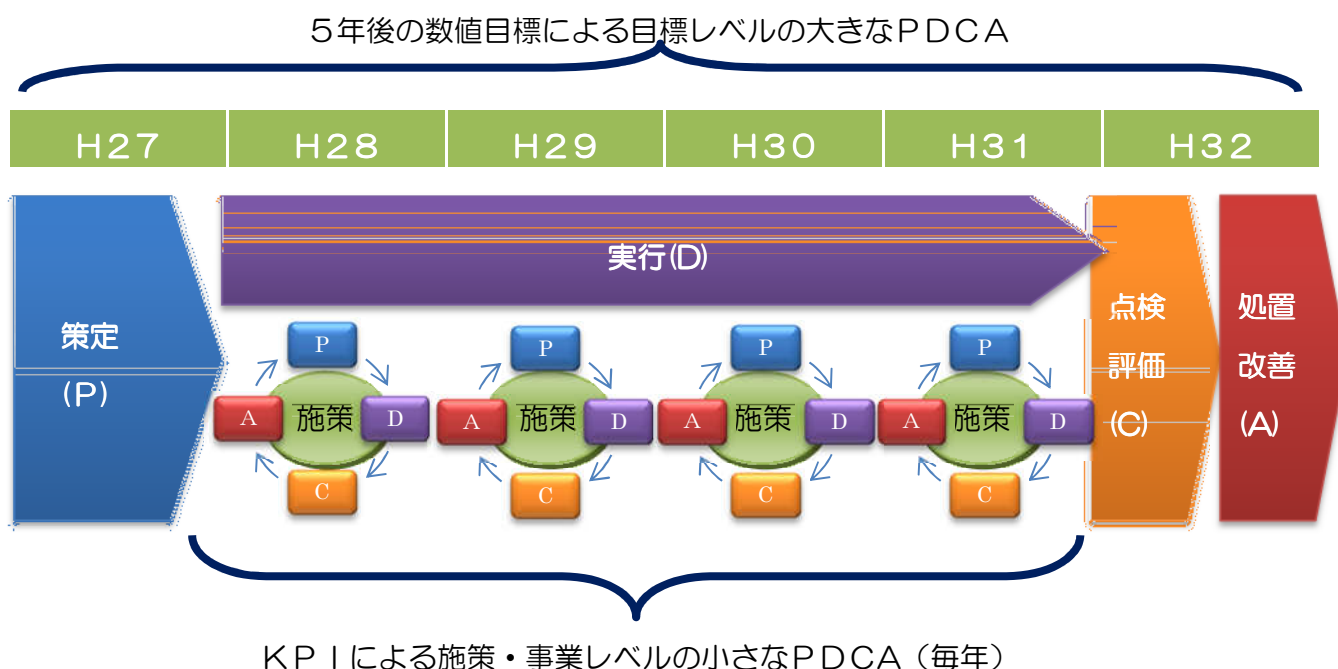 ５年後の数値目標による目標レベルの大きなＰＤＣＡ
Ｈ27
Ｈ28
Ｈ29
Ｈ30
Ｈ31
Ｈ32
策定
(Ｐ)
実行(Ｄ)
点検
評価
(Ｃ)
処置
改善
(Ａ)
P
A
施策
D
C
P
A
施策
D
C
P
A
施策
D
C
P
A
施策
D
C
ＫＰＩによる施策・事業レベルの小さなＰＤＣＡ（毎年）